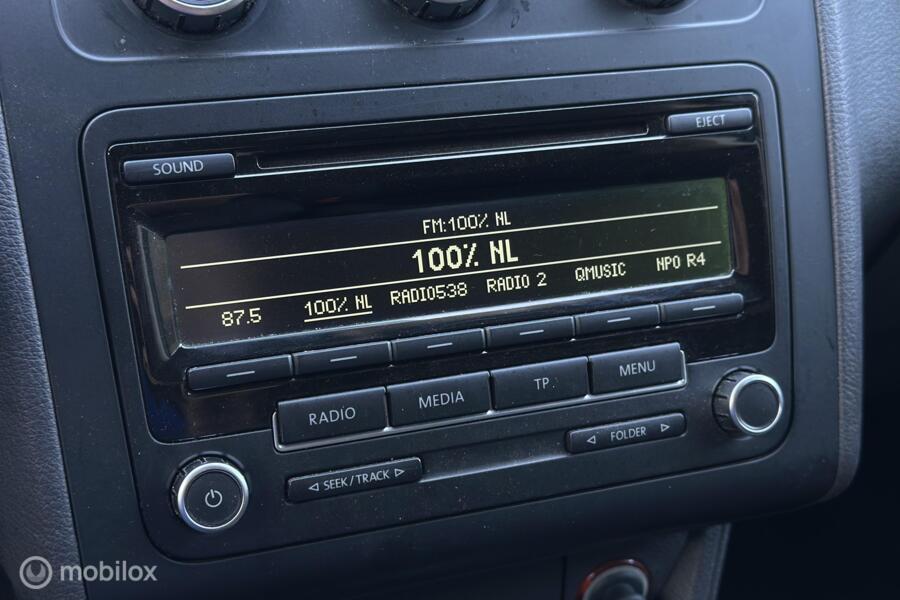 SOUND
EJECT
FM:100% NL
100% NL
87.5 100% NL RADIO538 RADIO 2 QMUSIC NPO R4
RADIO MEDIA TP MENU
◁ SEEK/TRACK ▷
◁ FOLDER ▷
mobilox